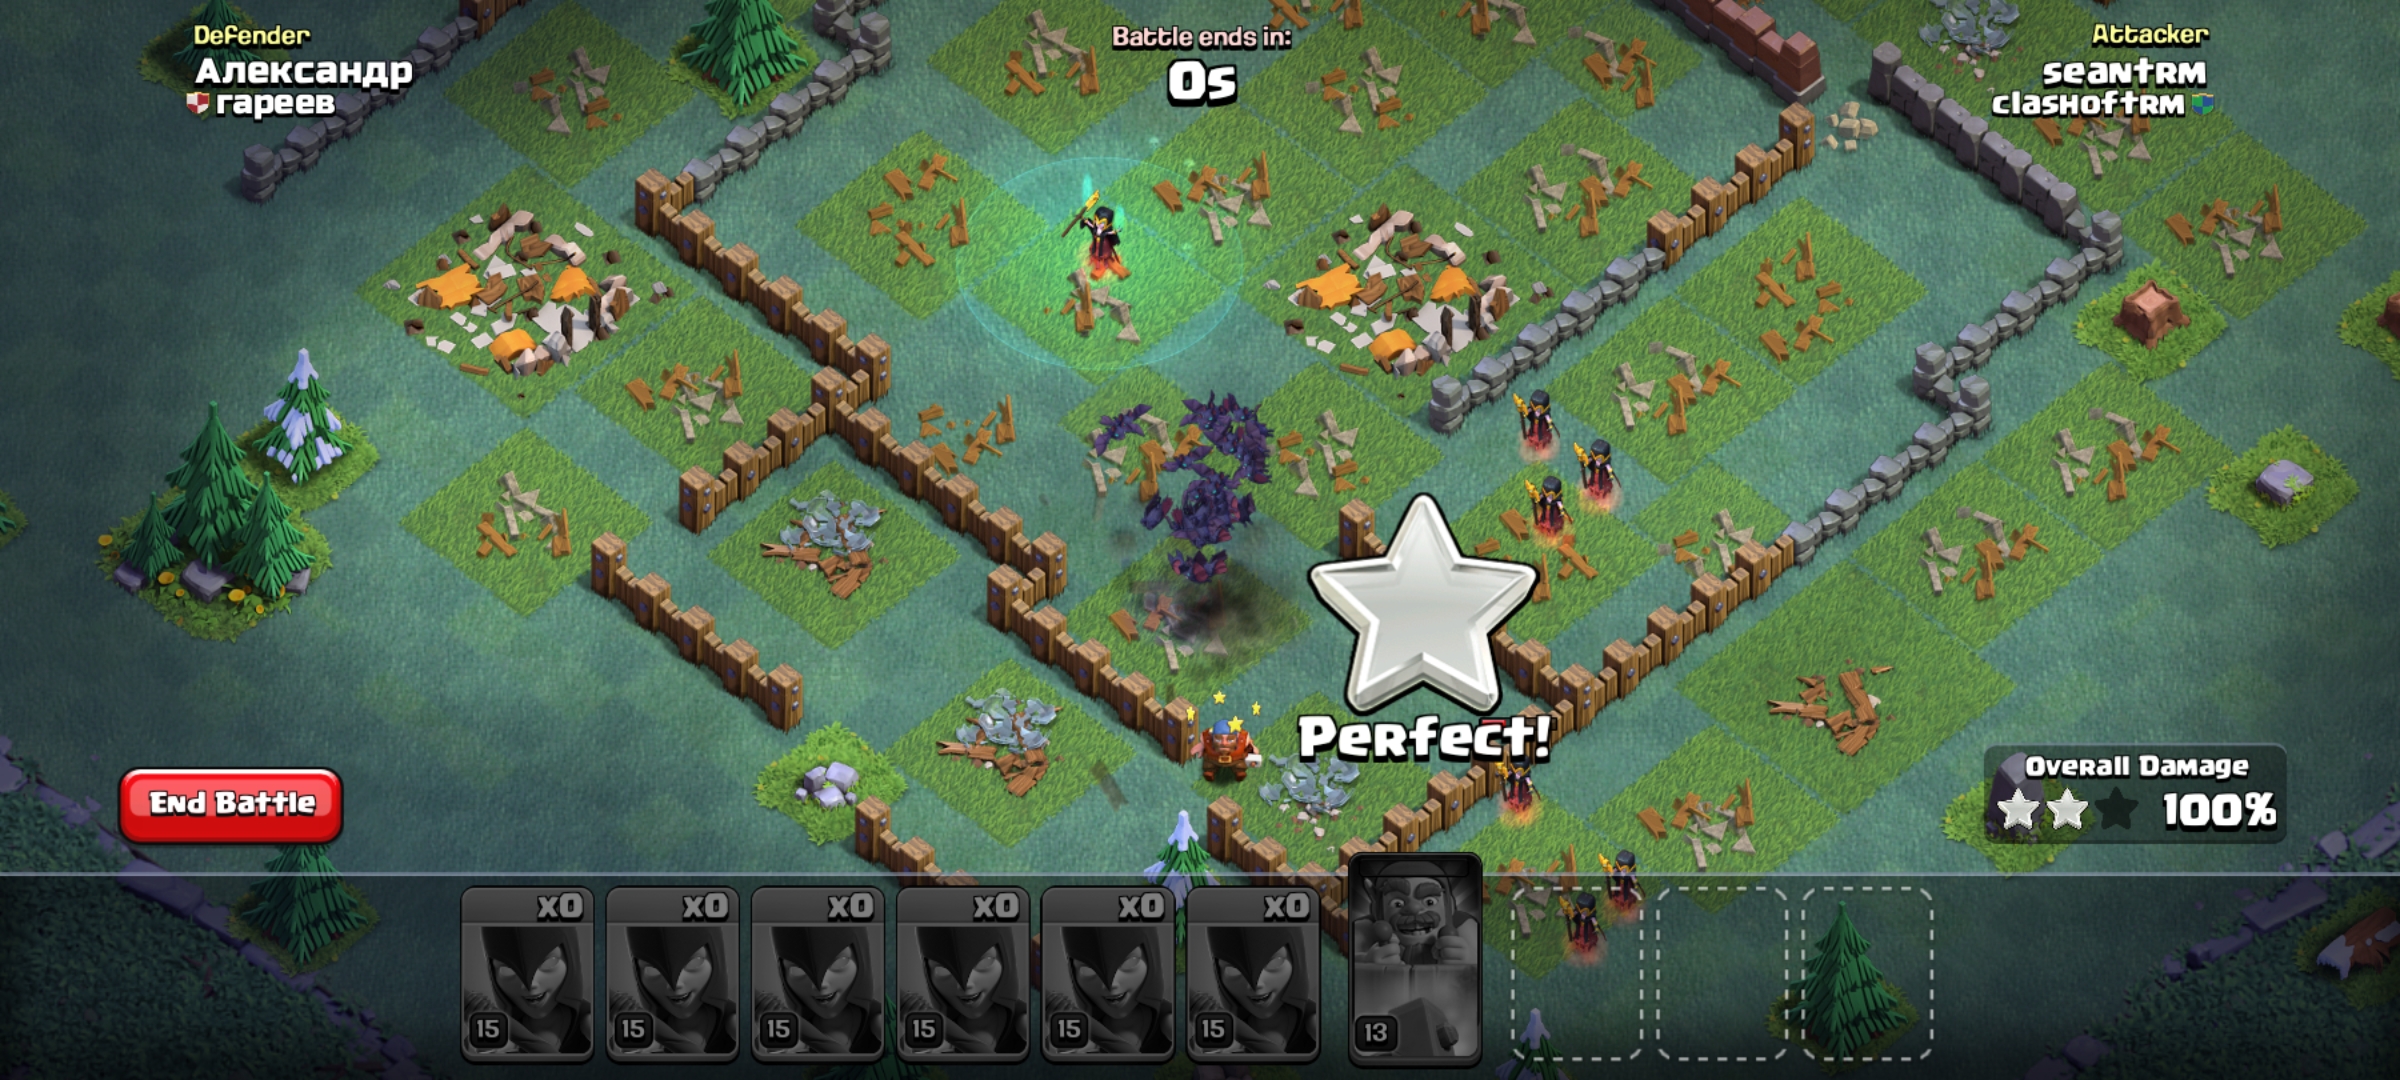 Defender
Александр
гареев
Battle ends in:
0s
Attacker
seantrm
clashoftrm
Perfect!
End Battle
Overall Damage
100%
x0
x0
x0
x0
x0
x0
15
15
15
15
15
15
13